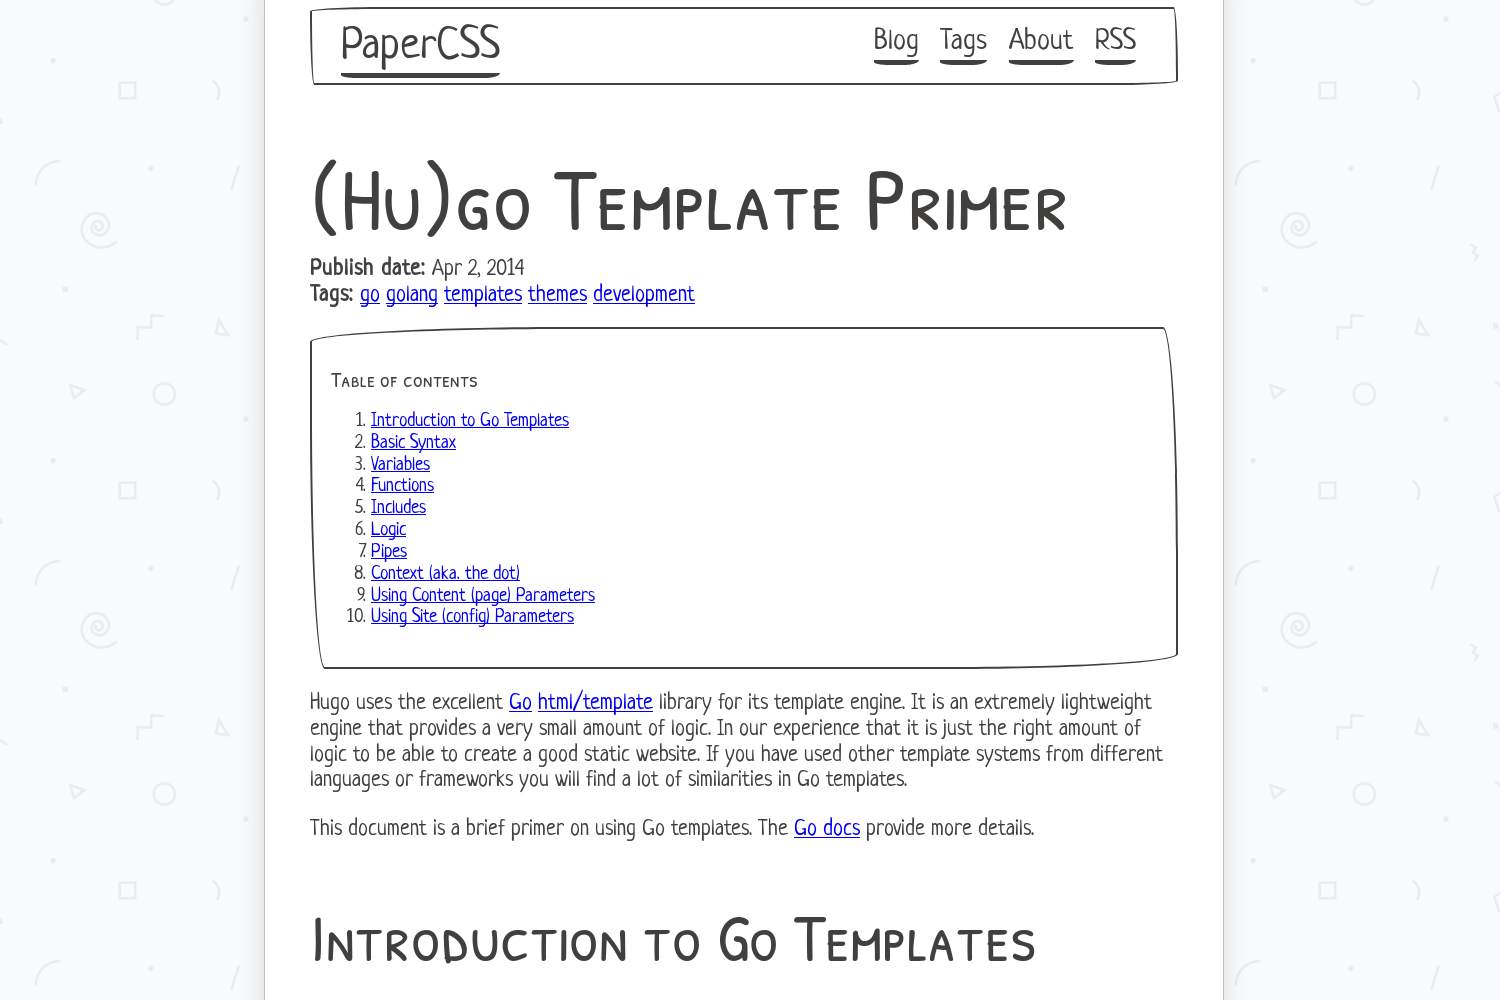 PaperCSS
Blog Tags About RSS
(Hu)go Template Primer
Publish date: Apr 2, 2014
Tags: go golang templates themes development
Table of contents
1. Introduction to Go Templates
2. Basic Syntax
3. Variables
4. Functions
5. Includes
6. Logic
7. Pipes
8. Context (aka. the dot)
9. Using Content (page) Parameters
10. Using Site (config) Parameters
Hugo uses the excellent Go html/template library for its template engine. It is an extremely lightweight
engine that provides a very small amount of logic. In our experience that it is just the right amount of
logic to be able to create a good static website. If you have used other template systems from different
languages or frameworks you will find a lot of similarities in Go templates.
This document is a brief primer on using Go templates. The Go docs provide more details.
Introduction to Go Templates